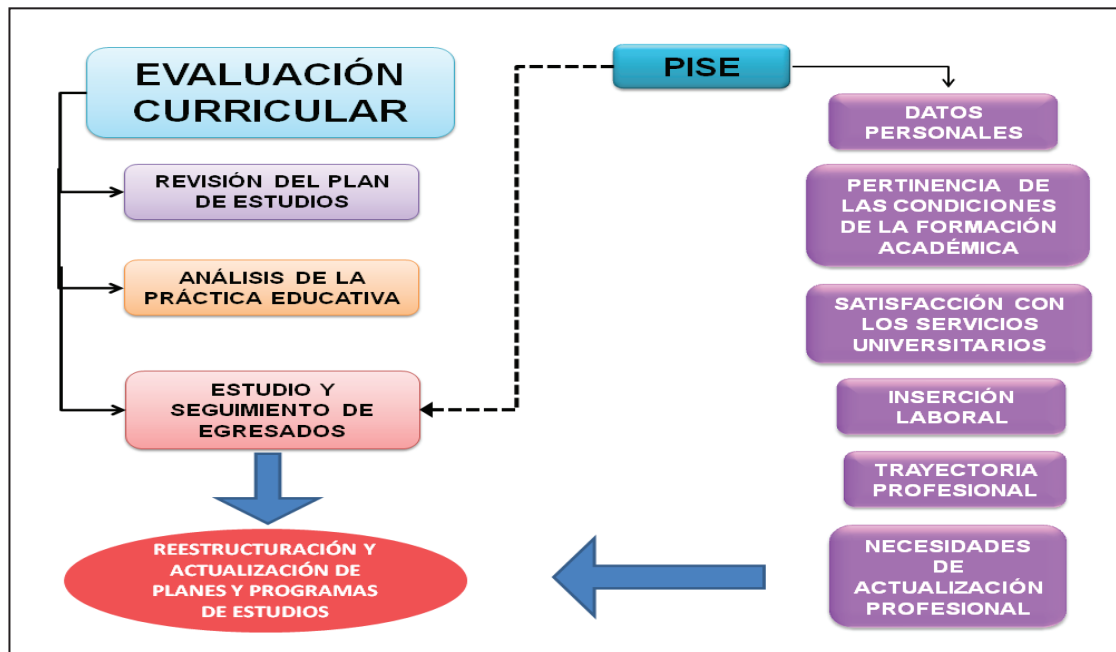 EVALUACIÓN
CURRICULAR
REVISIÓN DEL PLAN
DE ESTUDIOS
ANÁLISIS DE LA
PRÁCTICA EDUCATIVA
ESTUDIO Y
SEGUIMIENTO DE
EGRESADOS
REESTRUCTURACIÓN Y
ACTUALIZACIÓN DE
PLANES Y PROGRAMAS
DE ESTUDIOS
PISE
DATOS
PERSONALES
PERTINENCIA DE
LAS CONDICIONES
DE LA FORMACIÓN
ACADÉMICA
SATISFACCIÓN CON
LOS SERVICIOS
UNIVERSITARIOS
INSERCIÓN
LABORAL
TRAYECTORIA
PROFESIONAL
NECESIDADES
DE
ACTUALIZACIÓN
PROFESIONAL